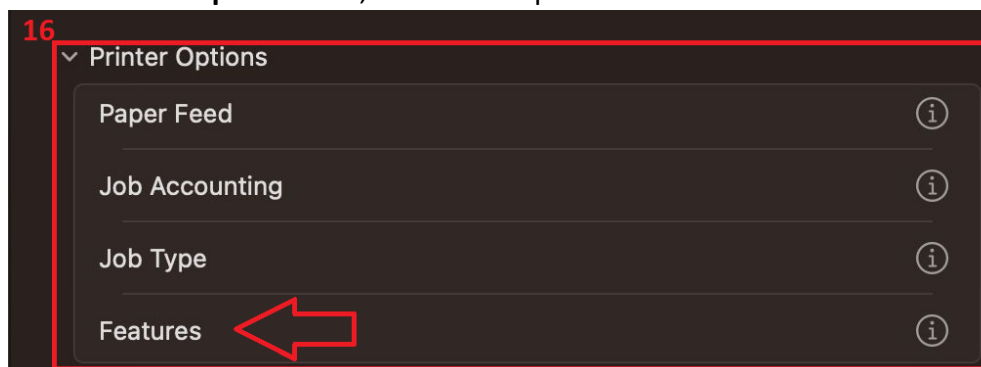 16
Printer Options
Paper Feed
Job Accounting
Job Type
Features